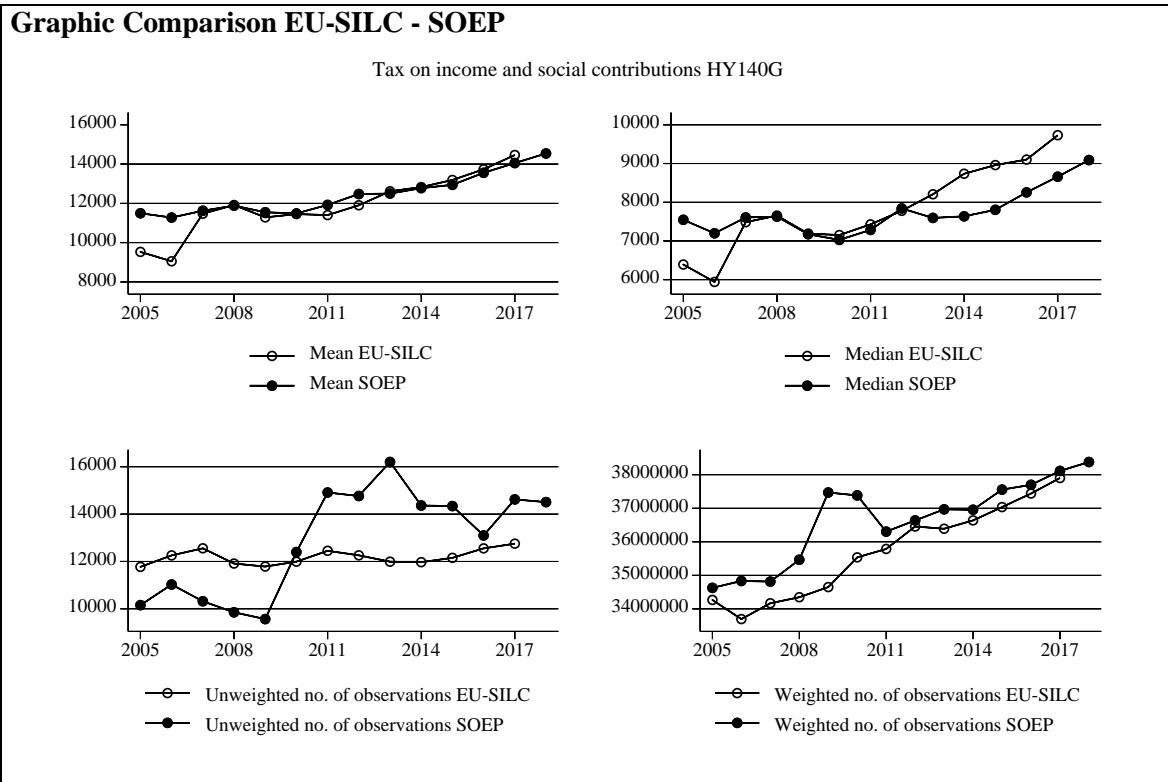 Graphic Comparison EU-SILC - SOEP
Tax on income and social contributions HY140G
16000
14000
12000
10000
8000
2005 2008 2011 2014 2017
Mean EU-SILC
Mean SOEP
10000
9000
8000
7000
6000
2005 2008 2011 2014 2017
Median EU-SILC
Median SOEP
16000
14000
12000
10000
2005 2008 2011 2014 2017
Unweighted no. of observations EU-SILC
Unweighted no. of observations SOEP
38000000
37000000
36000000
35000000
34000000
2005 2008 2011 2014 2017
Weighted no. of observations EU-SILC
Weighted no. of observations SOEP